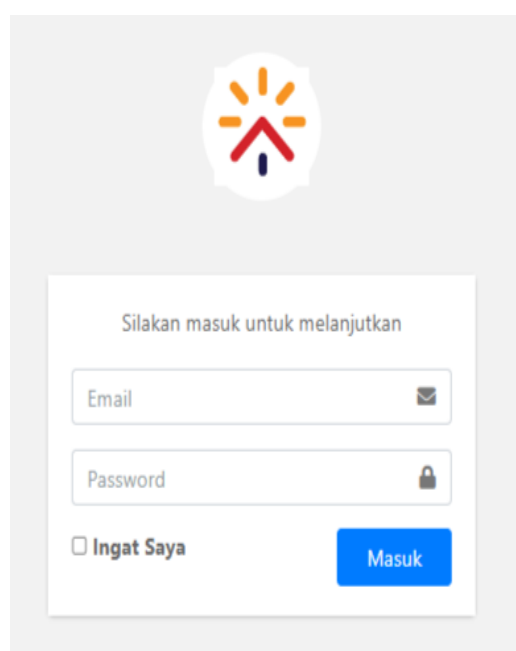 Silakan masuk untuk melanjutkan
Email
Password
Ingat Saya
Masuk